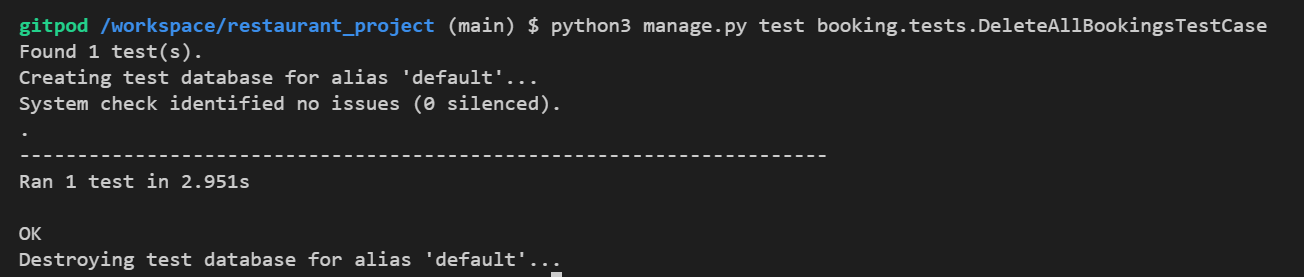 gitpod /workspace/restaurant_project (main) $ python3 manage.py test booking.tests.DeleteAllBookingsTestCase
Found 1 test(s).
Creating test database for alias 'default'...
System check identified no issues (0 silenced).
.
----------------------------------------------------------------------
Ran 1 test in 2.951s

OK
Destroying test database for alias 'default'...